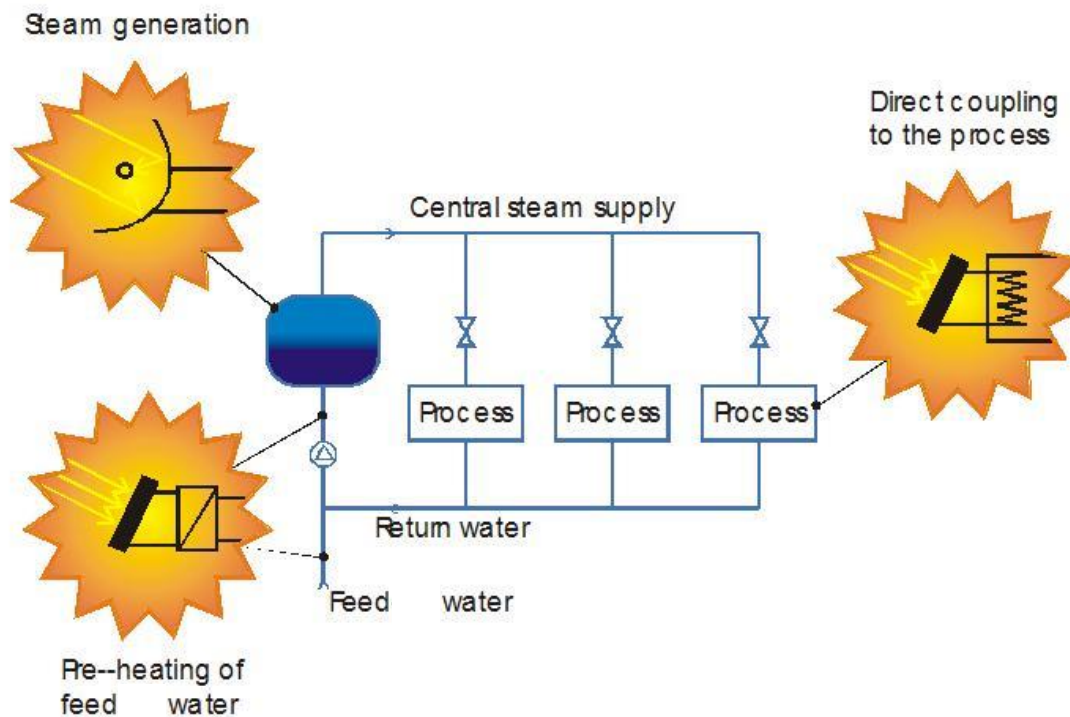 Steam generation
Direct coupling
to the process
Central steam supply
Process
Process
Process
Return water
Feed water
Pre--heating of
feed water